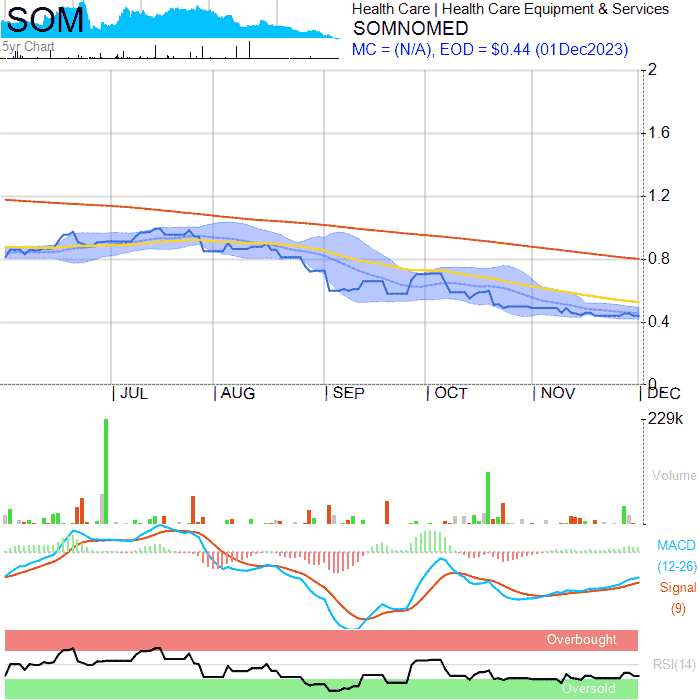 SOM
Health Care | Health Care Equipment & Services
SOMNOMED
5yr Chart
MC = (N/A), EOD = $0.44 (01Dec2023)
2
1.6
1.2
0.8
0.4
0
JUL AUG SEP OCT NOV DEC
229k
Volume
MACD
(12-26)
Signal
(9)
Overbought
RSI(14)
Oversold